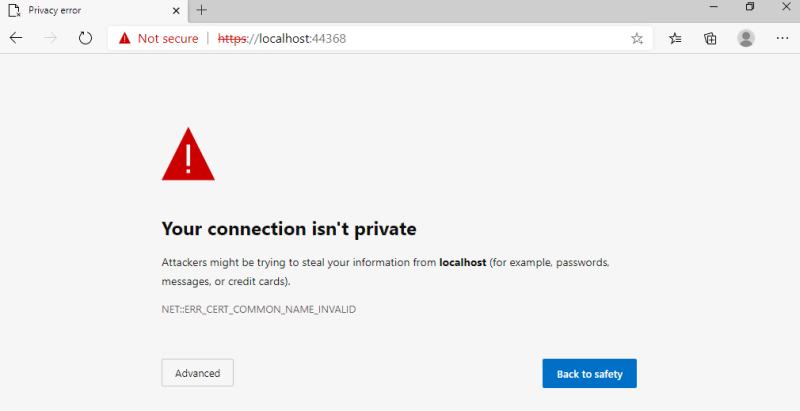 Privacy error
Not secure | https://localhost:44368
Your connection isn't private
Attackers might be trying to steal your information from localhost (for example, passwords,
messages, or credit cards).
NET::ERR_CERT_COMMON_NAME_INVALID
Advanced
Back to safety